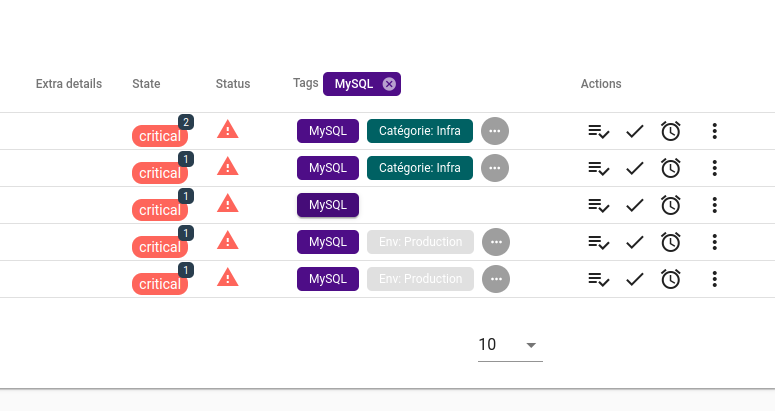 Extra details State Status Tags MySQL Actions
critical 2 MySQL Catégorie: Infra
critical 1 MySQL Catégorie: Infra
critical 1 MySQL
critical 1 MySQL Env: Production
critical 1 MySQL Env: Production
10